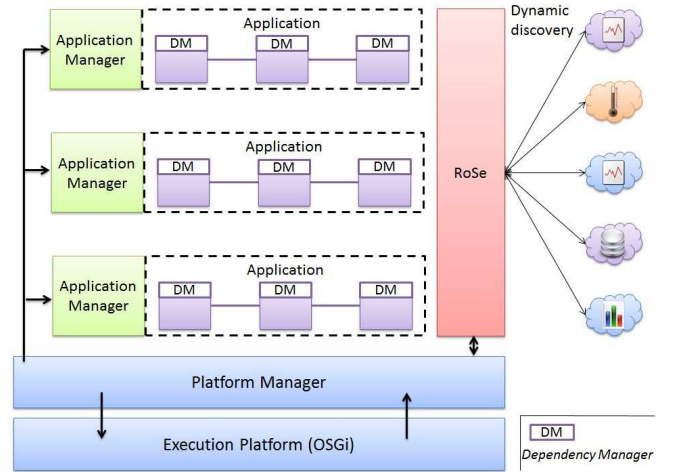 Dynamic
discovery
Application
Manager
Application
DM
DM
DM
Application
Manager
Application
DM
DM
DM
RoSe
Application
Manager
Application
DM
DM
DM
Platform Manager
Execution Platform (OSGi)
DM
Dependency Manager